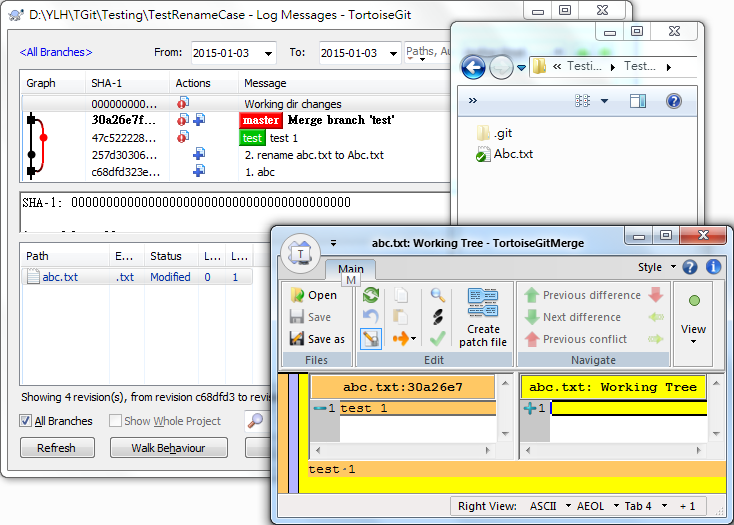 D:\YLH\TGit\Testing\TestRenameCase - Log Messages - TortoiseGit
<All Branches> From: 2015-01-03 To: 2015-01-03 Paths, Au
Graph SHA-1 Actions Message
000000000... Working dir changes
30a26e7f... master Merge branch 'test'
47c522228... test test 1
257d30306... 2. rename abc.txt to Abc.txt
c68dfd323e... 1. abc
SHA-1: 0000000000000000000000000000000000000000
Path E... Status L... L...
abc.txt .txt Modified 0 1
Showing 4 revision(s), from revision c68dfd3 to revis
All Branches Show Whole Project
Refresh Walk Behaviour
« Testi... Test...
»
.git
Abc.txt
abc.txt: Working Tree - TortoiseGitMerge
T
Main Style
M
Open
Save
Save as
Files
Create
patch file
Edit
Previous difference
Next difference
Previous conflict
Navigate
View
abc.txt:30a26e7 abc.txt: Working Tree
1 test 1 1
test·1
Right View: ASCII AEOL Tab 4 + 1